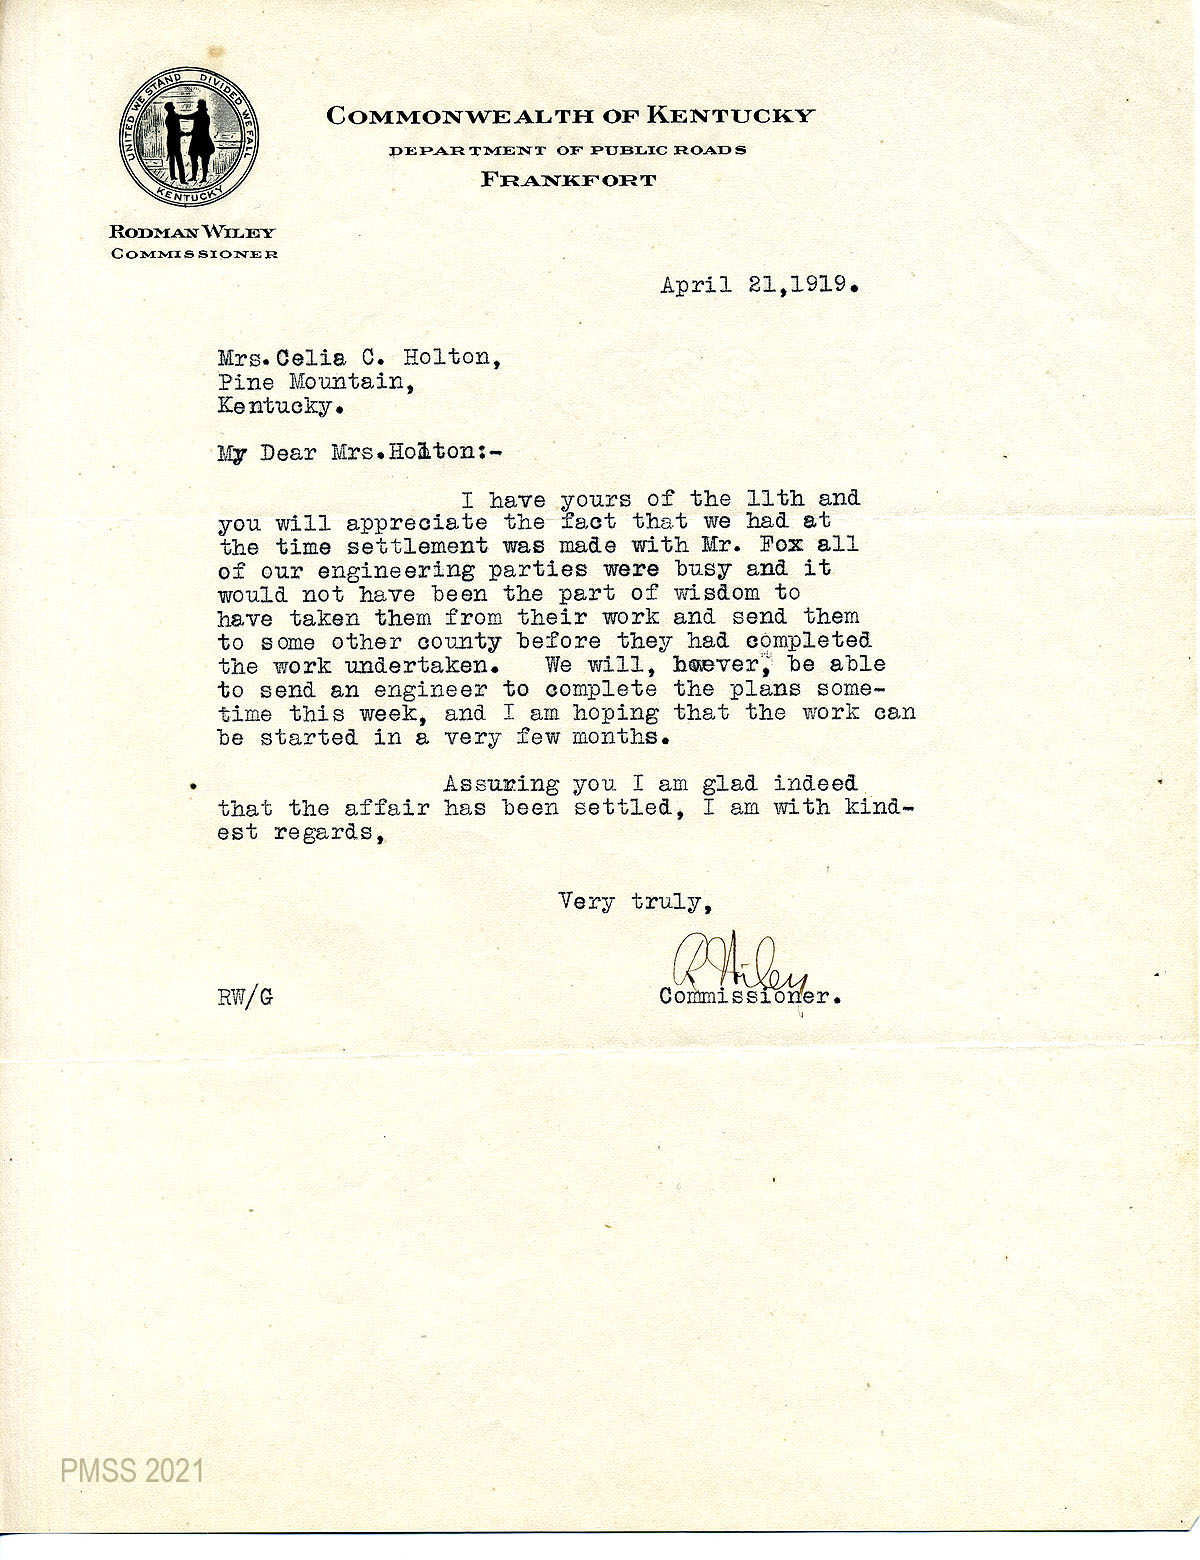 UNITED WE STAND DIVIDED WE FALL
KENTUCKY
COMMONWEALTH OF KENTUCKY
DEPARTMENT OF PUBLIC ROADS
FRANKFORT
RODMAN WILEY
COMMISSIONER
April 21,1919.
Mrs.Celia C. Holton,
Pine Mountain,
Kentucky.
My Dear Mrs.Holton:-
I have yours of the 11th and
you will appreciate the fact that we had at
the time settlement was made with Mr. Fox all
of our engineering parties were busy and it
would not have been the part of wisdom to
have taken them from their work and send them
to some other county before they had completed
the work undertaken. We will, however, be able
to send an engineer to complete the plans some-
time this week, and I am hoping that the work can
be started in a very few months.
Assuring you I am glad indeed
that the affair has been settled, I am with kind-
est regards,
Very truly,
R Wiley
RW/G Commissioner.
PMSS 2021